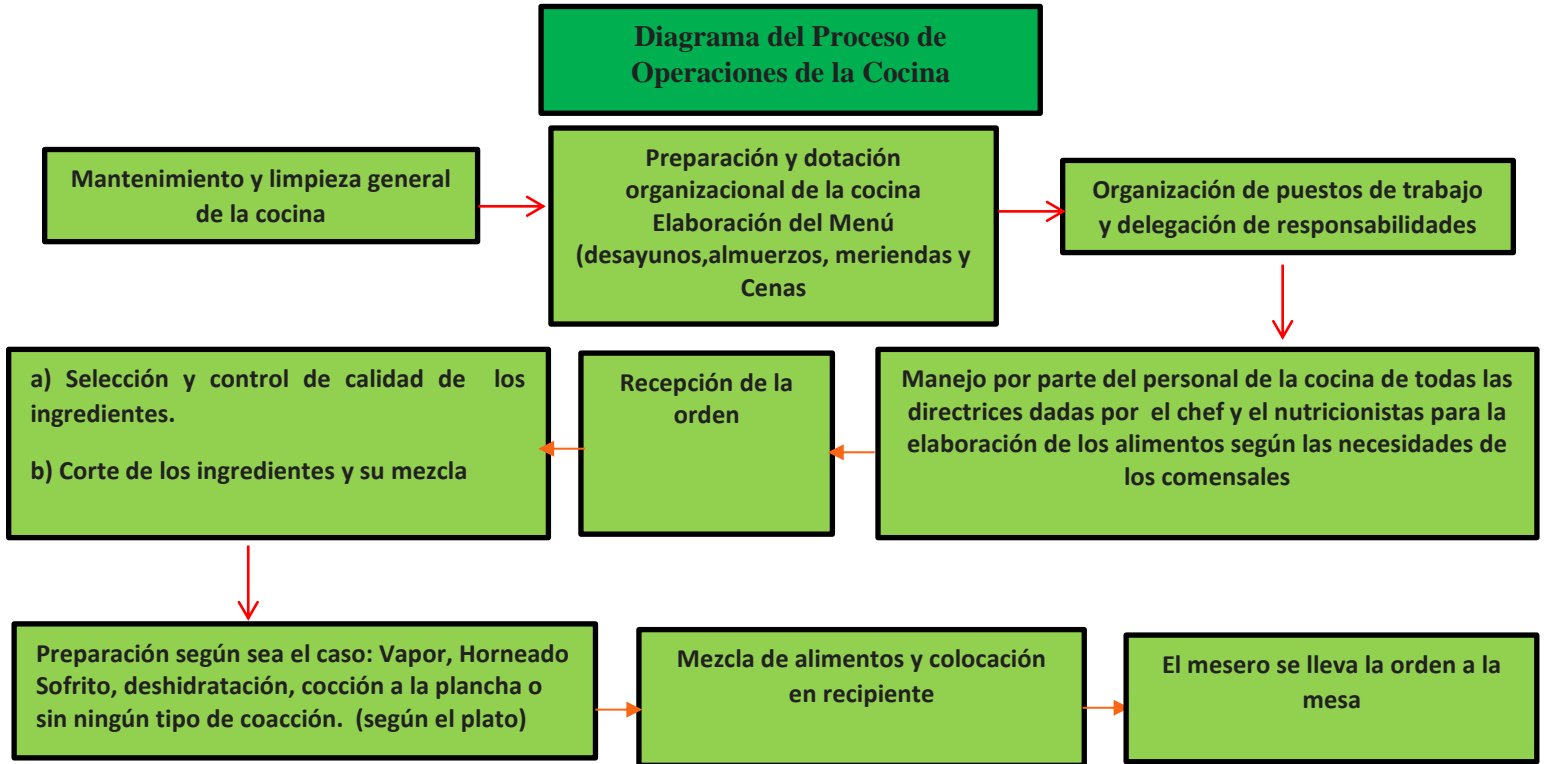 Diagrama del Proceso de
Operaciones de la Cocina
Mantenimiento y limpieza general
de la cocina
Preparación y dotación
organizacional de la cocina
Elaboración del Menú
(desayunos,almuerzos, meriendas y
Cenas
Organización de puestos de trabajo
y delegación de responsabilidades
Manejo por parte del personal de la cocina de todas las
directrices dadas por el chef y el nutricionistas para la
elaboración de los alimentos según las necesidades de
los comensales
Recepción de la
orden
a) Selección y control de calidad de los
ingredientes.
b) Corte de los ingredientes y su mezcla
Preparación según sea el caso: Vapor, Horneado
Sofrito, deshidratación, cocción a la plancha o
sin ningún tipo de coacción. (según el plato)
Mezcla de alimentos y colocación
en recipiente
El mesero se lleva la orden a la
mesa